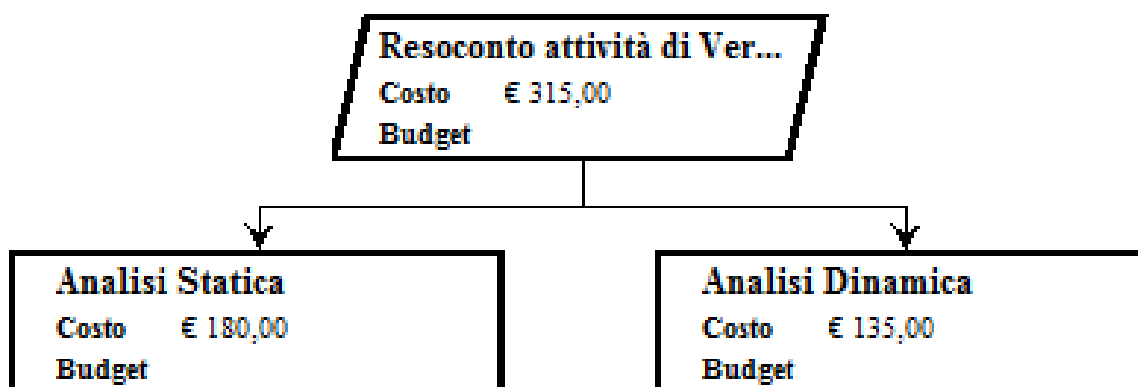 Resoconto attività di Ver...
Costo € 315,00
Budget
Analisi Statica
Costo € 180,00
Budget
Analisi Dinamica
Costo € 135,00
Budget